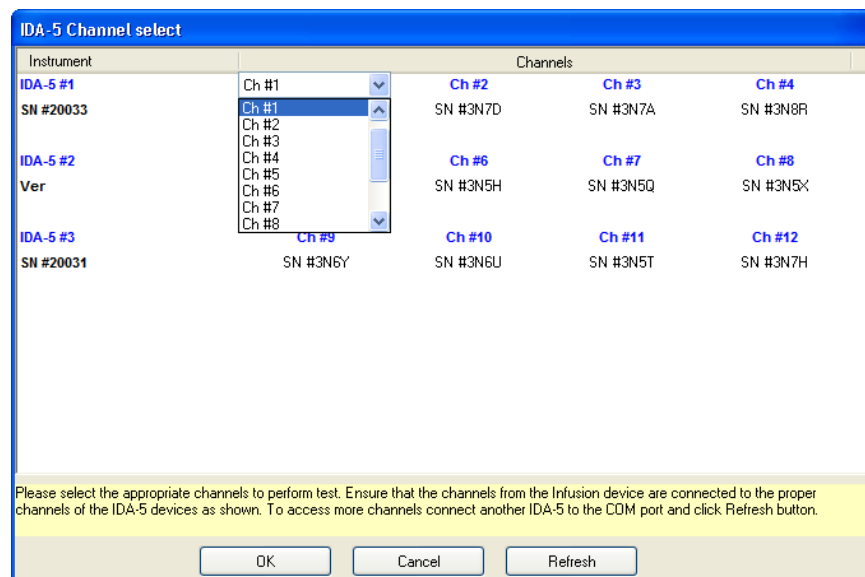 IDA-5 Channel select
Instrument Channels
IDA-5 #1 Ch #1 Ch #2 Ch #3 Ch #4
SN #20033 SN #3N7D SN #3N7A SN #3N8R
Ch #1
Ch #2
Ch #3
Ch #4
Ch #5
Ch #6
Ch #7
Ch #8
IDA-5 #2 Ch #6 Ch #7 Ch #8
Ver SN #3N5H SN #3N5Q SN #3N5X
IDA-5 #3 Ch #9 Ch #10 Ch #11 Ch #12
SN #20031 SN #3N6Y SN #3N6U SN #3N5T SN #3N7H
Please select the appropriate channels to perform test. Ensure that the channels from the Infusion device are connected to the proper
channels of the IDA-5 devices as shown. To access more channels connect another IDA-5 to the COM port and click Refresh button.
OK Cancel Refresh